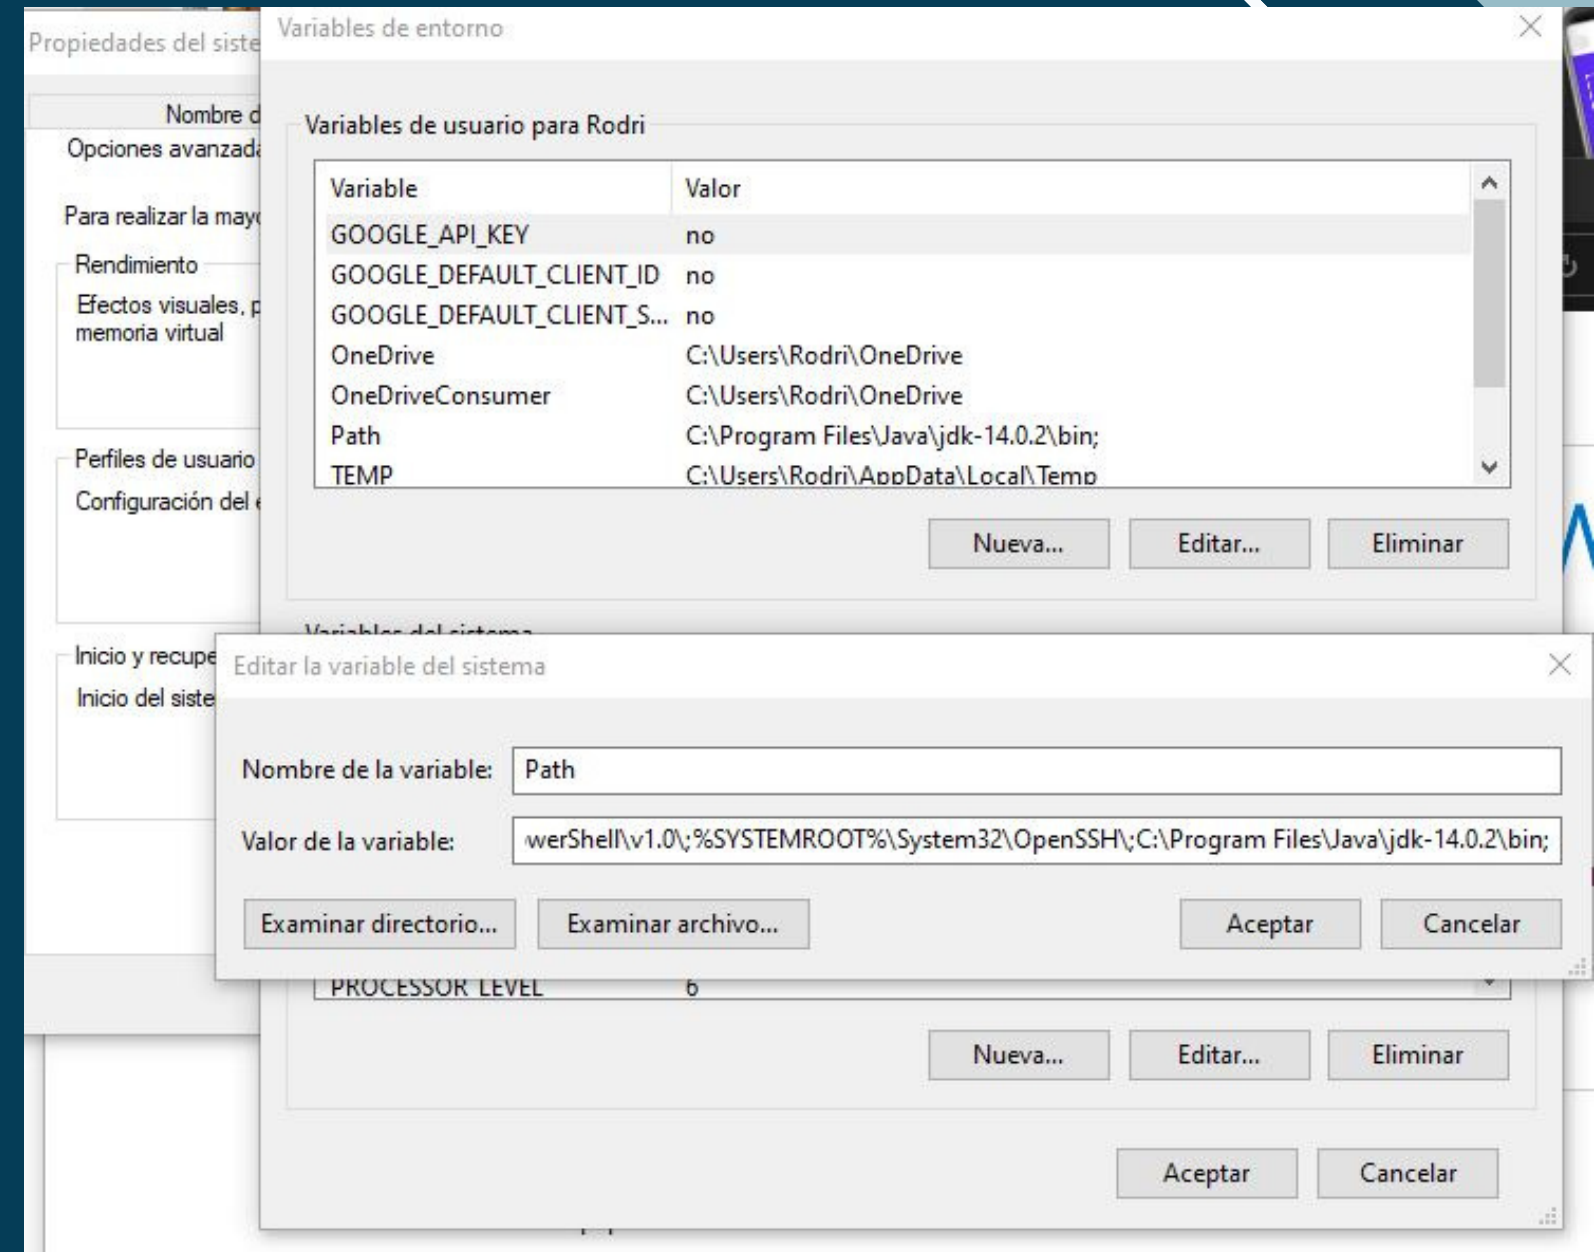 Propiedades del siste
Nombre d
Opciones avanzada
Para realizar la mayo
Rendimiento
Efectos visuales, p
memoria virtual
Perfiles de usuario
Configuración del e
Inicio y recupe
Inicio del siste
Variables de entorno
Variables de usuario para Rodri
Variable Valor
GOOGLE_API_KEY no
GOOGLE_DEFAULT_CLIENT_ID no
GOOGLE_DEFAULT_CLIENT_S... no
OneDrive C:\Users\Rodri\OneDrive
OneDriveConsumer C:\Users\Rodri\OneDrive
Path C:\Program Files\Java\jdk-14.0.2\bin;
TEMP C:\Users\Rodri\AppData\Local\Temp
Nueva... Editar... Eliminar
Variables del sistema
Editar la variable del sistema
Nombre de la variable: Path
Valor de la variable: werShell\v1.0\;%SYSTEMROOT%\System32\OpenSSH\;C:\Program Files\Java\jdk-14.0.2\bin;
Examinar directorio... Examinar archivo... Aceptar Cancelar
PROCESSOR_LEVEL 6
Nueva... Editar... Eliminar
Aceptar Cancelar